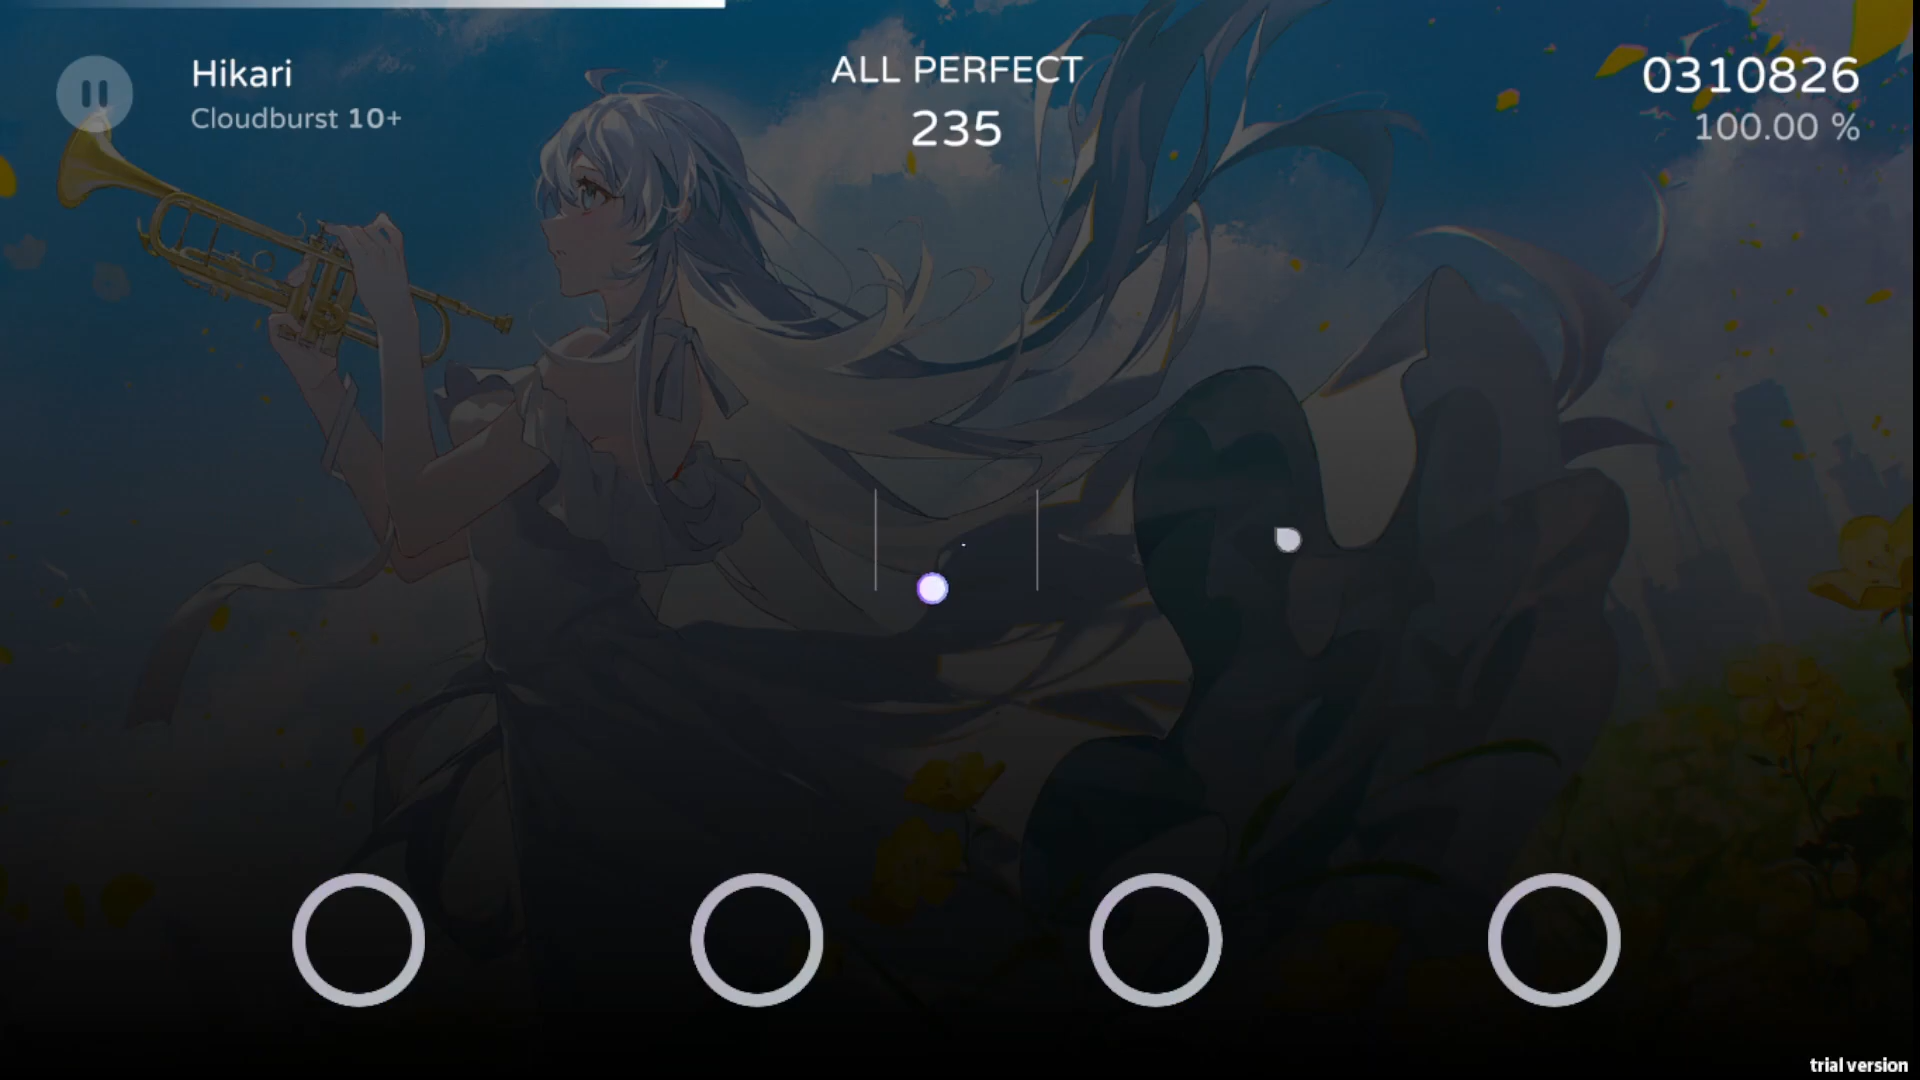 Hikari
Cloudburst 10+
ALL PERFECT
235
0310826
100.00 %
trial version